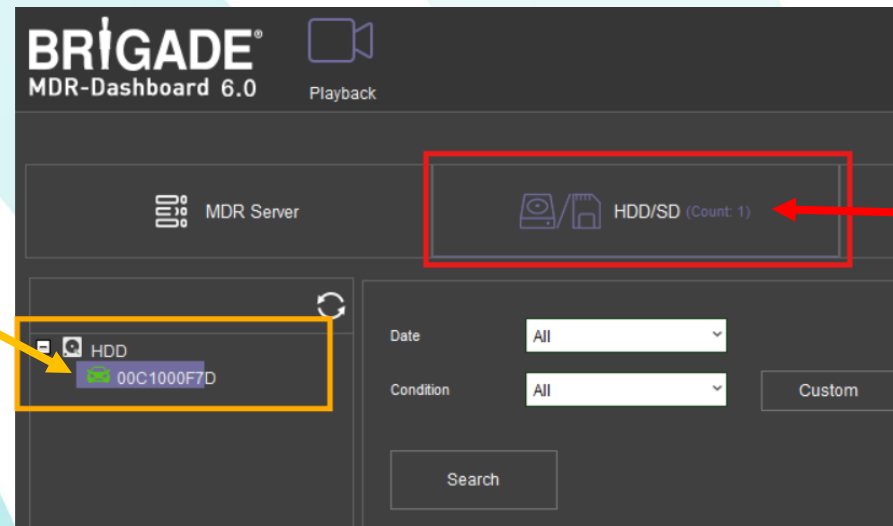 BRIGADE®
MDR-Dashboard 6.0
Playback
MDR Server
HDD/SD (Count: 1)
HDD
00C1000F7D
Date
All
Condition
All
Custom
Search